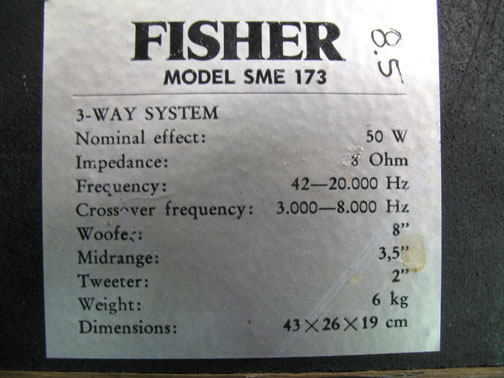 FISHER
8.5
MODEL SME 173
3-WAY SYSTEM
Nominal effect: 50 W
Impedance: 8 Ohm
Frequency: 42—20.000 Hz
Crossover frequency: 3.000—8.000 Hz
Woofer: 8”
Midrange: 3,5”
Tweeter: 2”
Weight: 6 kg
Dimensions: 43×26×19 cm